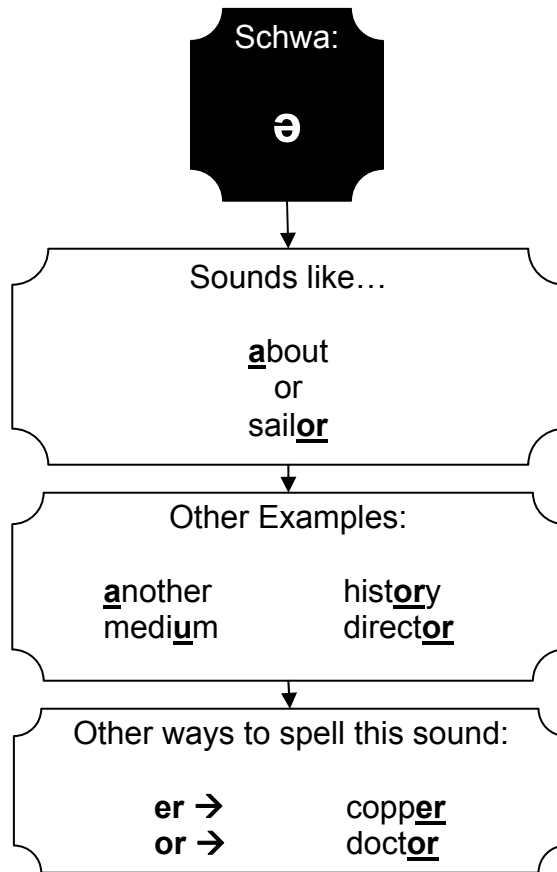 Schwa:
ə
Sounds like…
about
or
sailor
Other Examples:
another history
medium director
Other ways to spell this sound:
er → copper
or → doctor